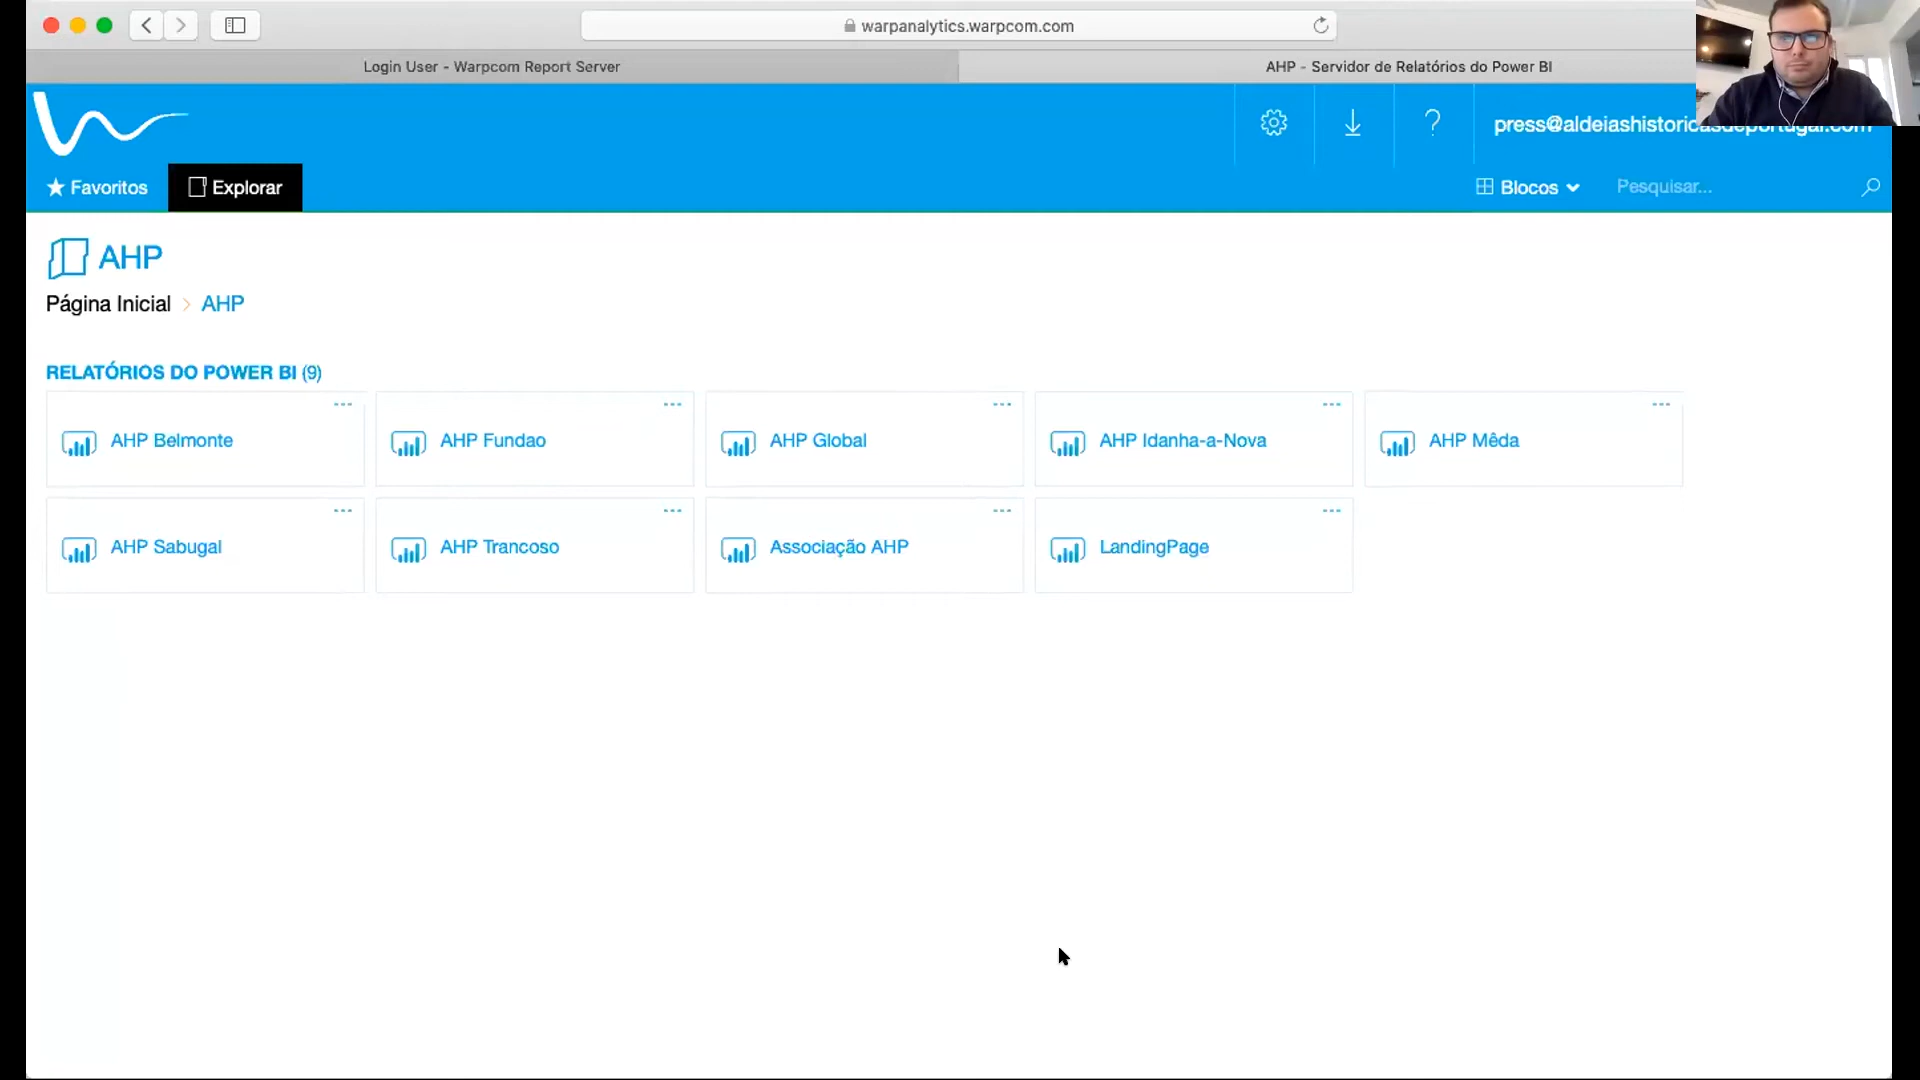 warpanalytics.warpcom.com
Login User - Warpcom Report Server
AHP - Servidor de Relatórios do Power BI
press@aldeiashistoricasdeportugal.com
Favoritos
Explorar
Blocos
Pesquisar...
AHP
Página Inicial > AHP
RELATÓRIOS DO POWER BI (9)
AHP Belmonte
AHP Fundao
AHP Global
AHP Idanha-a-Nova
AHP Mêda
AHP Sabugal
AHP Trancoso
Associação AHP
LandingPage